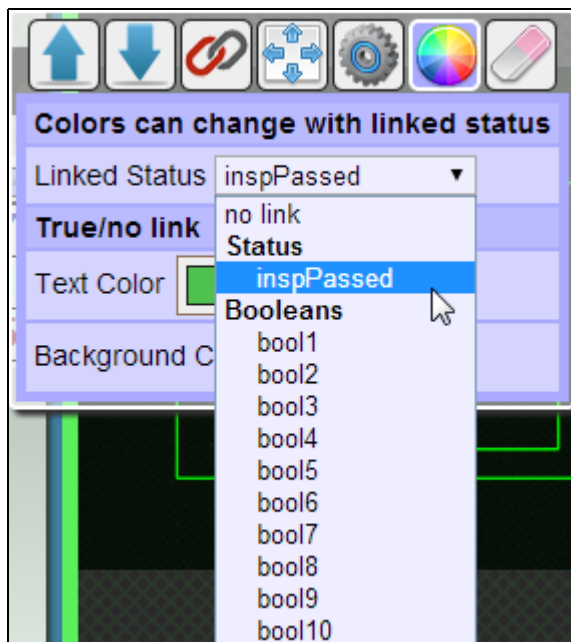 Colors can change with linked status
Linked Status inspPassed
no link
True/no link
Status
Text Color
inspPassed
Booleans
bool1
Background C
bool2
bool3
bool4
bool5
bool6
bool7
bool8
bool9
bool10